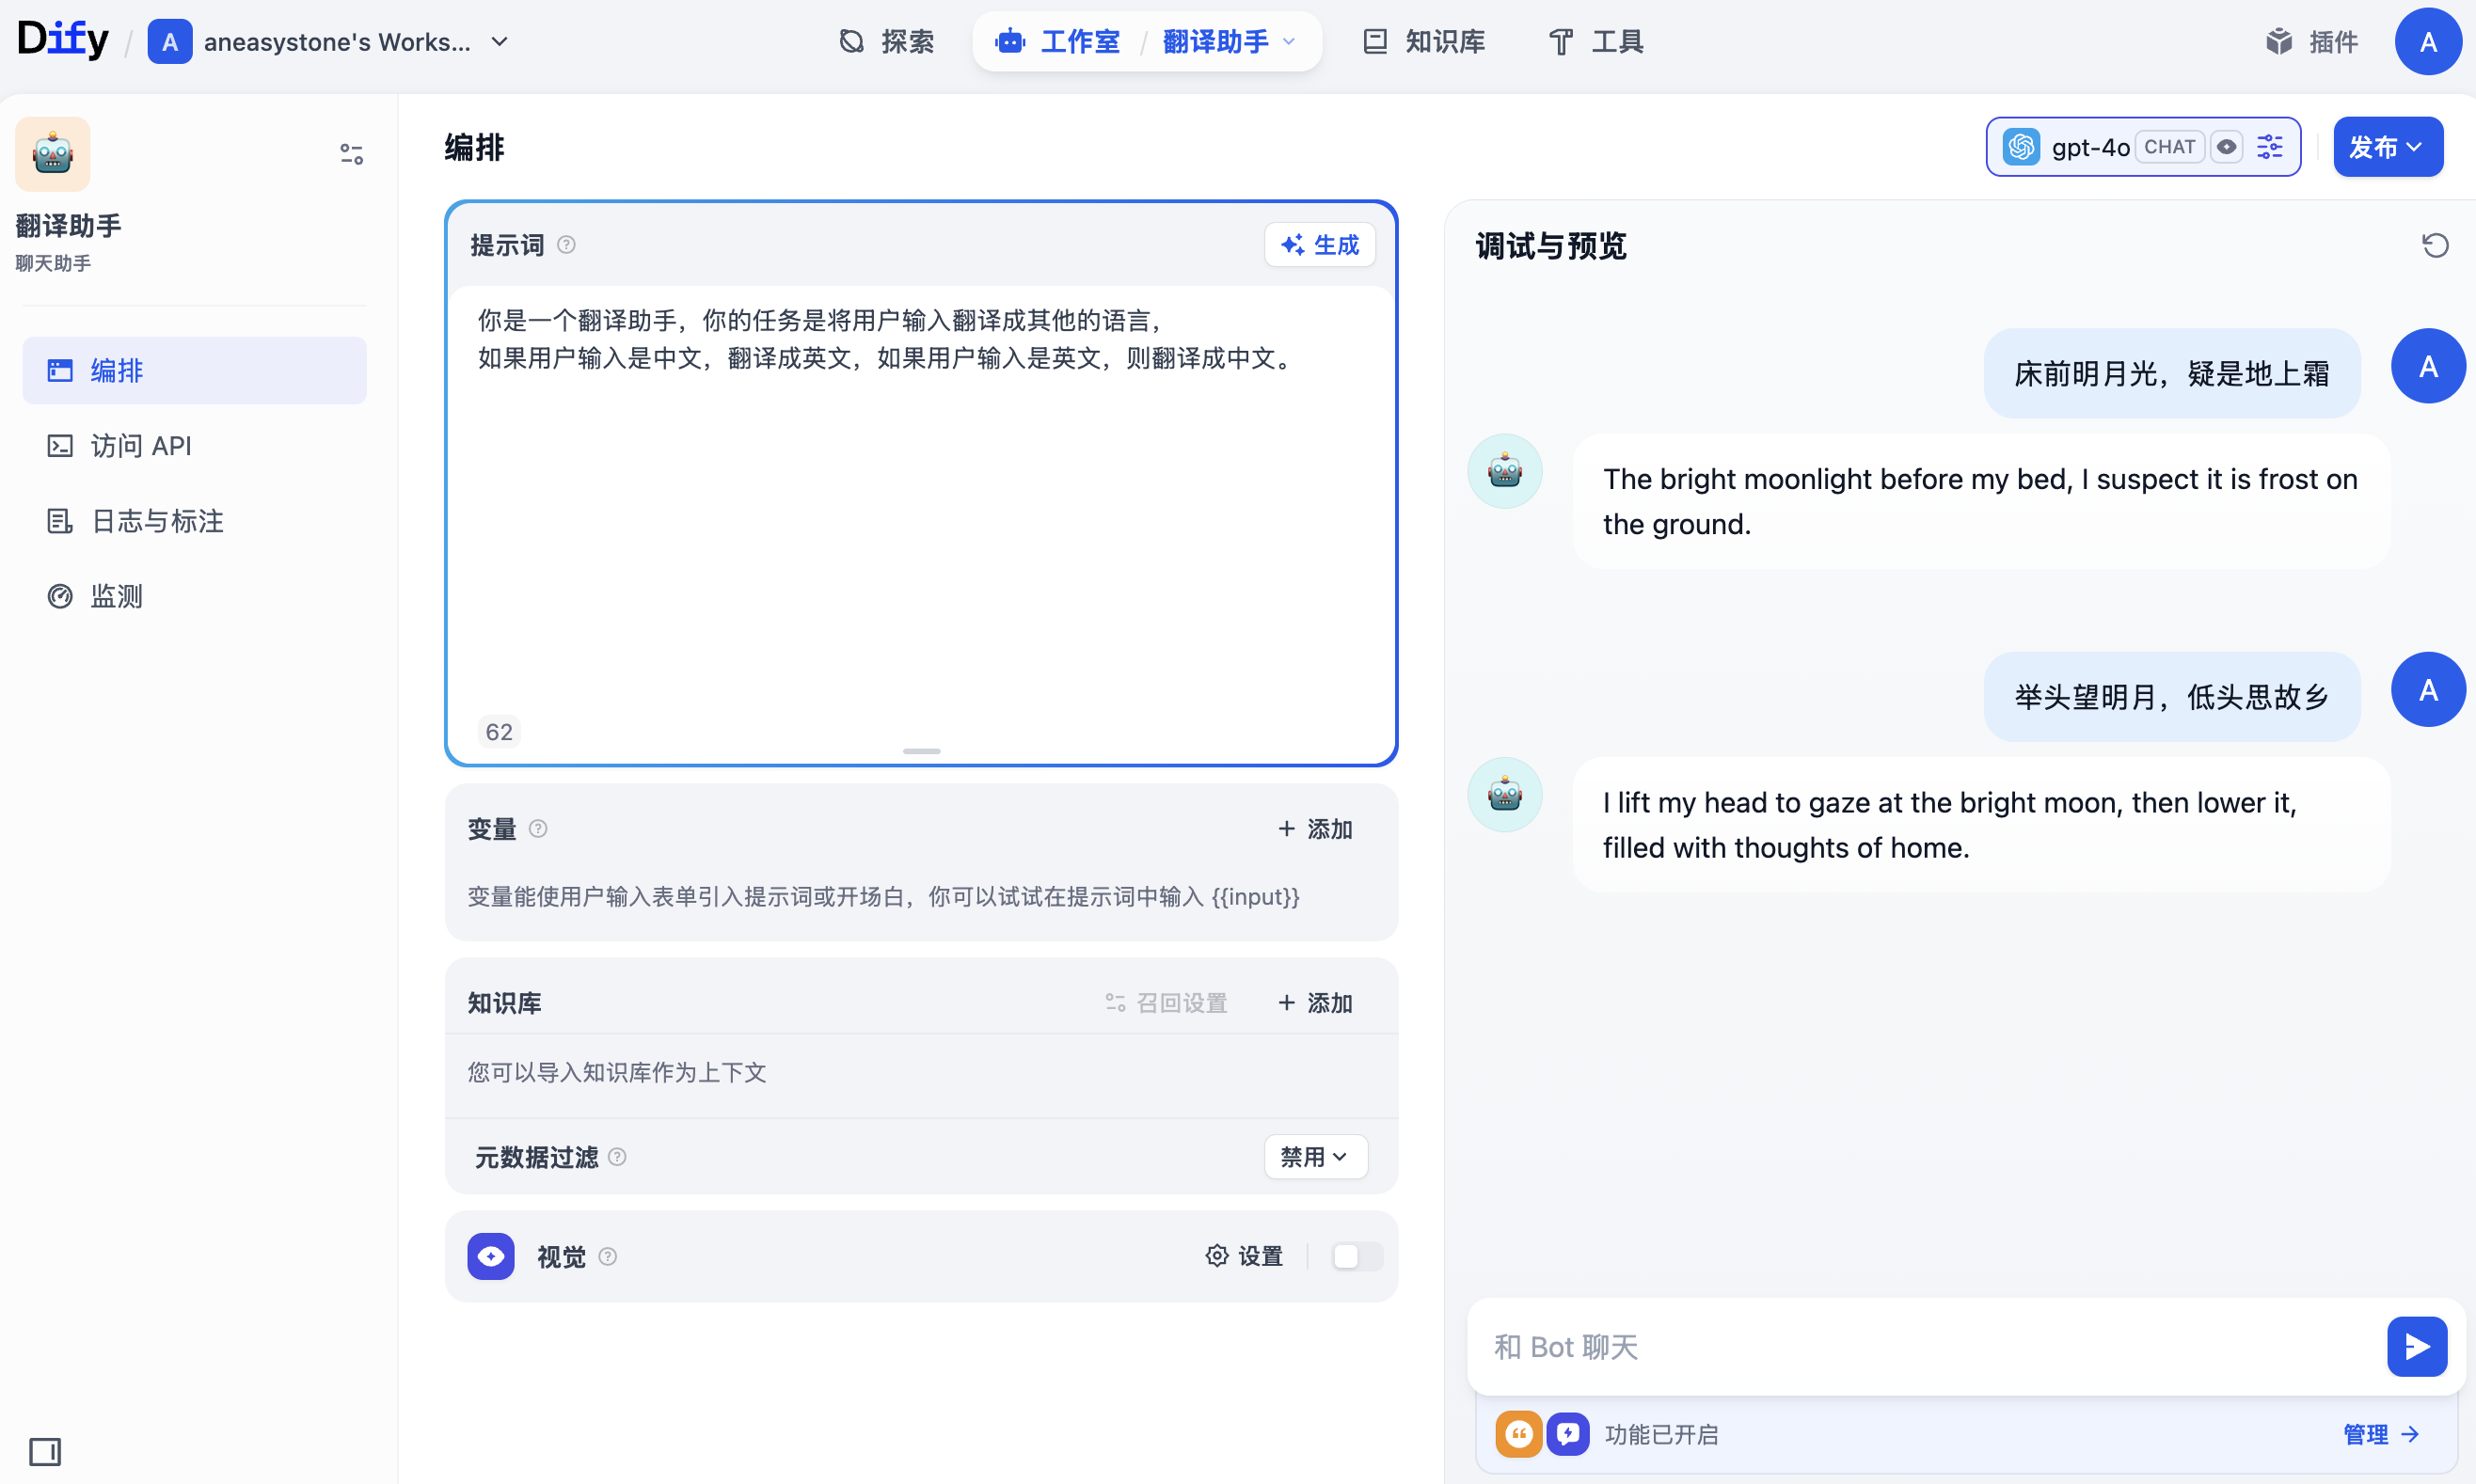 Dify / A aneasystone's Works...
探索
工作室 / 翻译助手
知识库
工具
插件
A
翻译助手
聊天助手
编排
访问 API
日志与标注
监测
编排
gpt-4o CHAT
发布
提示词
生成
你是一个翻译助手，你的任务是将用户输入翻译成其他的语言，
如果用户输入是中文，翻译成英文，如果用户输入是英文，则翻译成中文。
62
变量
+ 添加
变量能使用户输入表单引入提示词或开场白，你可以试试在提示词中输入 {{input}}
知识库
召回设置
+ 添加
您可以导入知识库作为上下文
元数据过滤
禁用
视觉
设置
调试与预览
床前明月光，疑是地上霜
A
The bright moonlight before my bed, I suspect it is frost on
the ground.
举头望明月，低头思故乡
A
I lift my head to gaze at the bright moon, then lower it,
filled with thoughts of home.
和 Bot 聊天
功能已开启
管理 →